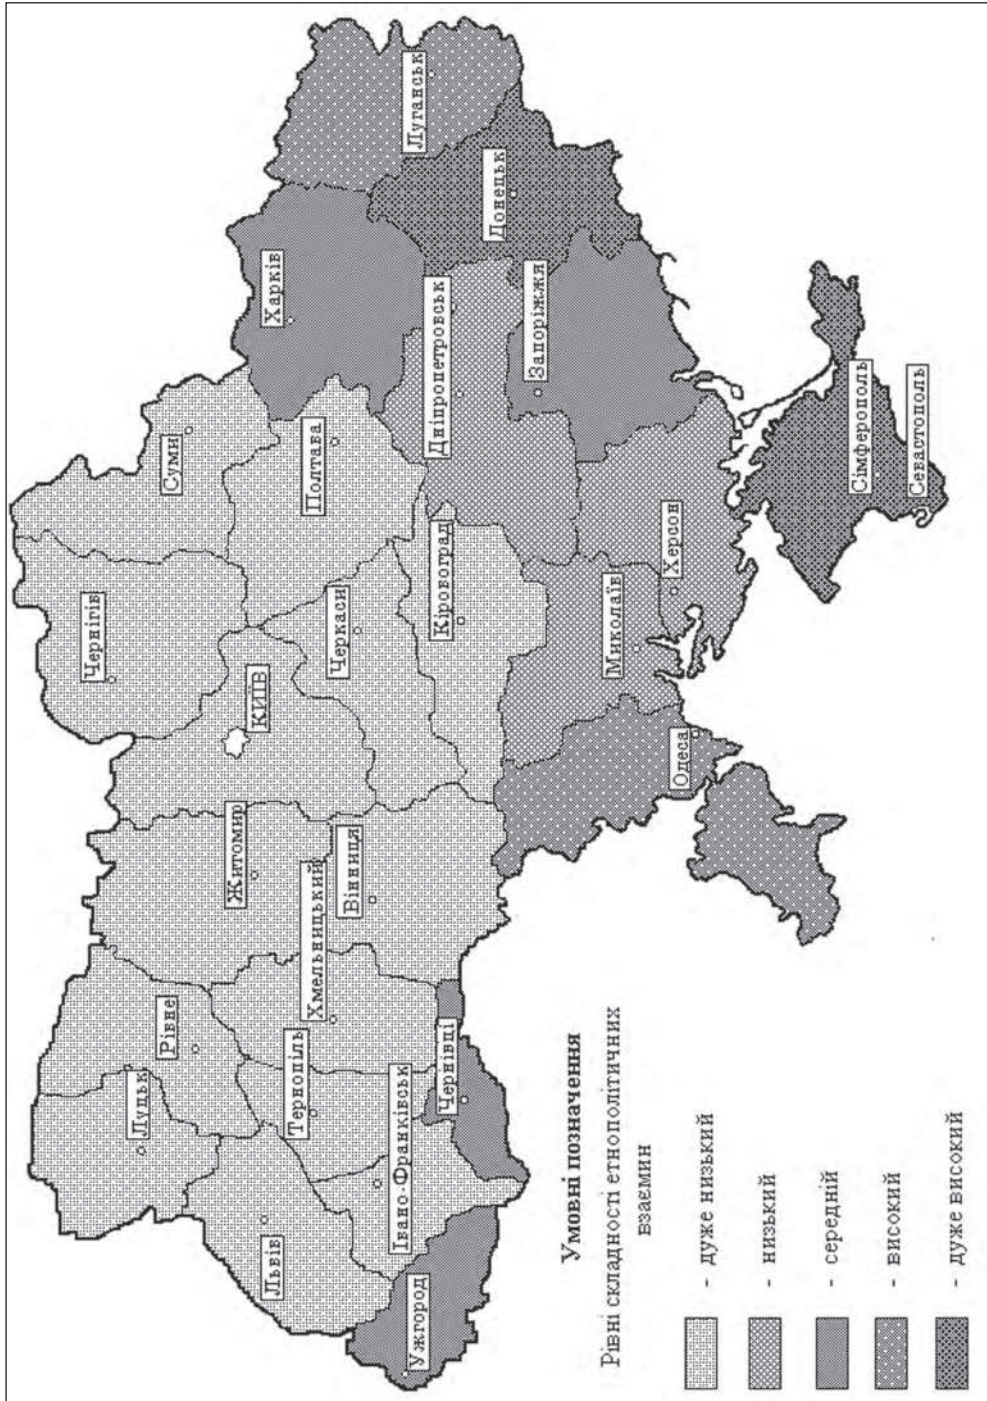 Луцьк
Рівне
Житомир
КИЇВ
Чернігів
Суми
Харків
Луганськ
Львів
Тернопіль
Хмельницький
Вінниця
Черкаси
Полтава
Ужгород
Івано-Франківськ
Чернівці
Кіровоград
Дніпропетровськ
Донецьк
Запоріжжя
Одеса
Миколаїв
Херсон
Сімферополь
Севастополь
Умовні позначення
Рівні складності етнополітичних
взаємин
- дуже низький
- низький
- середній
- високий
- дуже високий